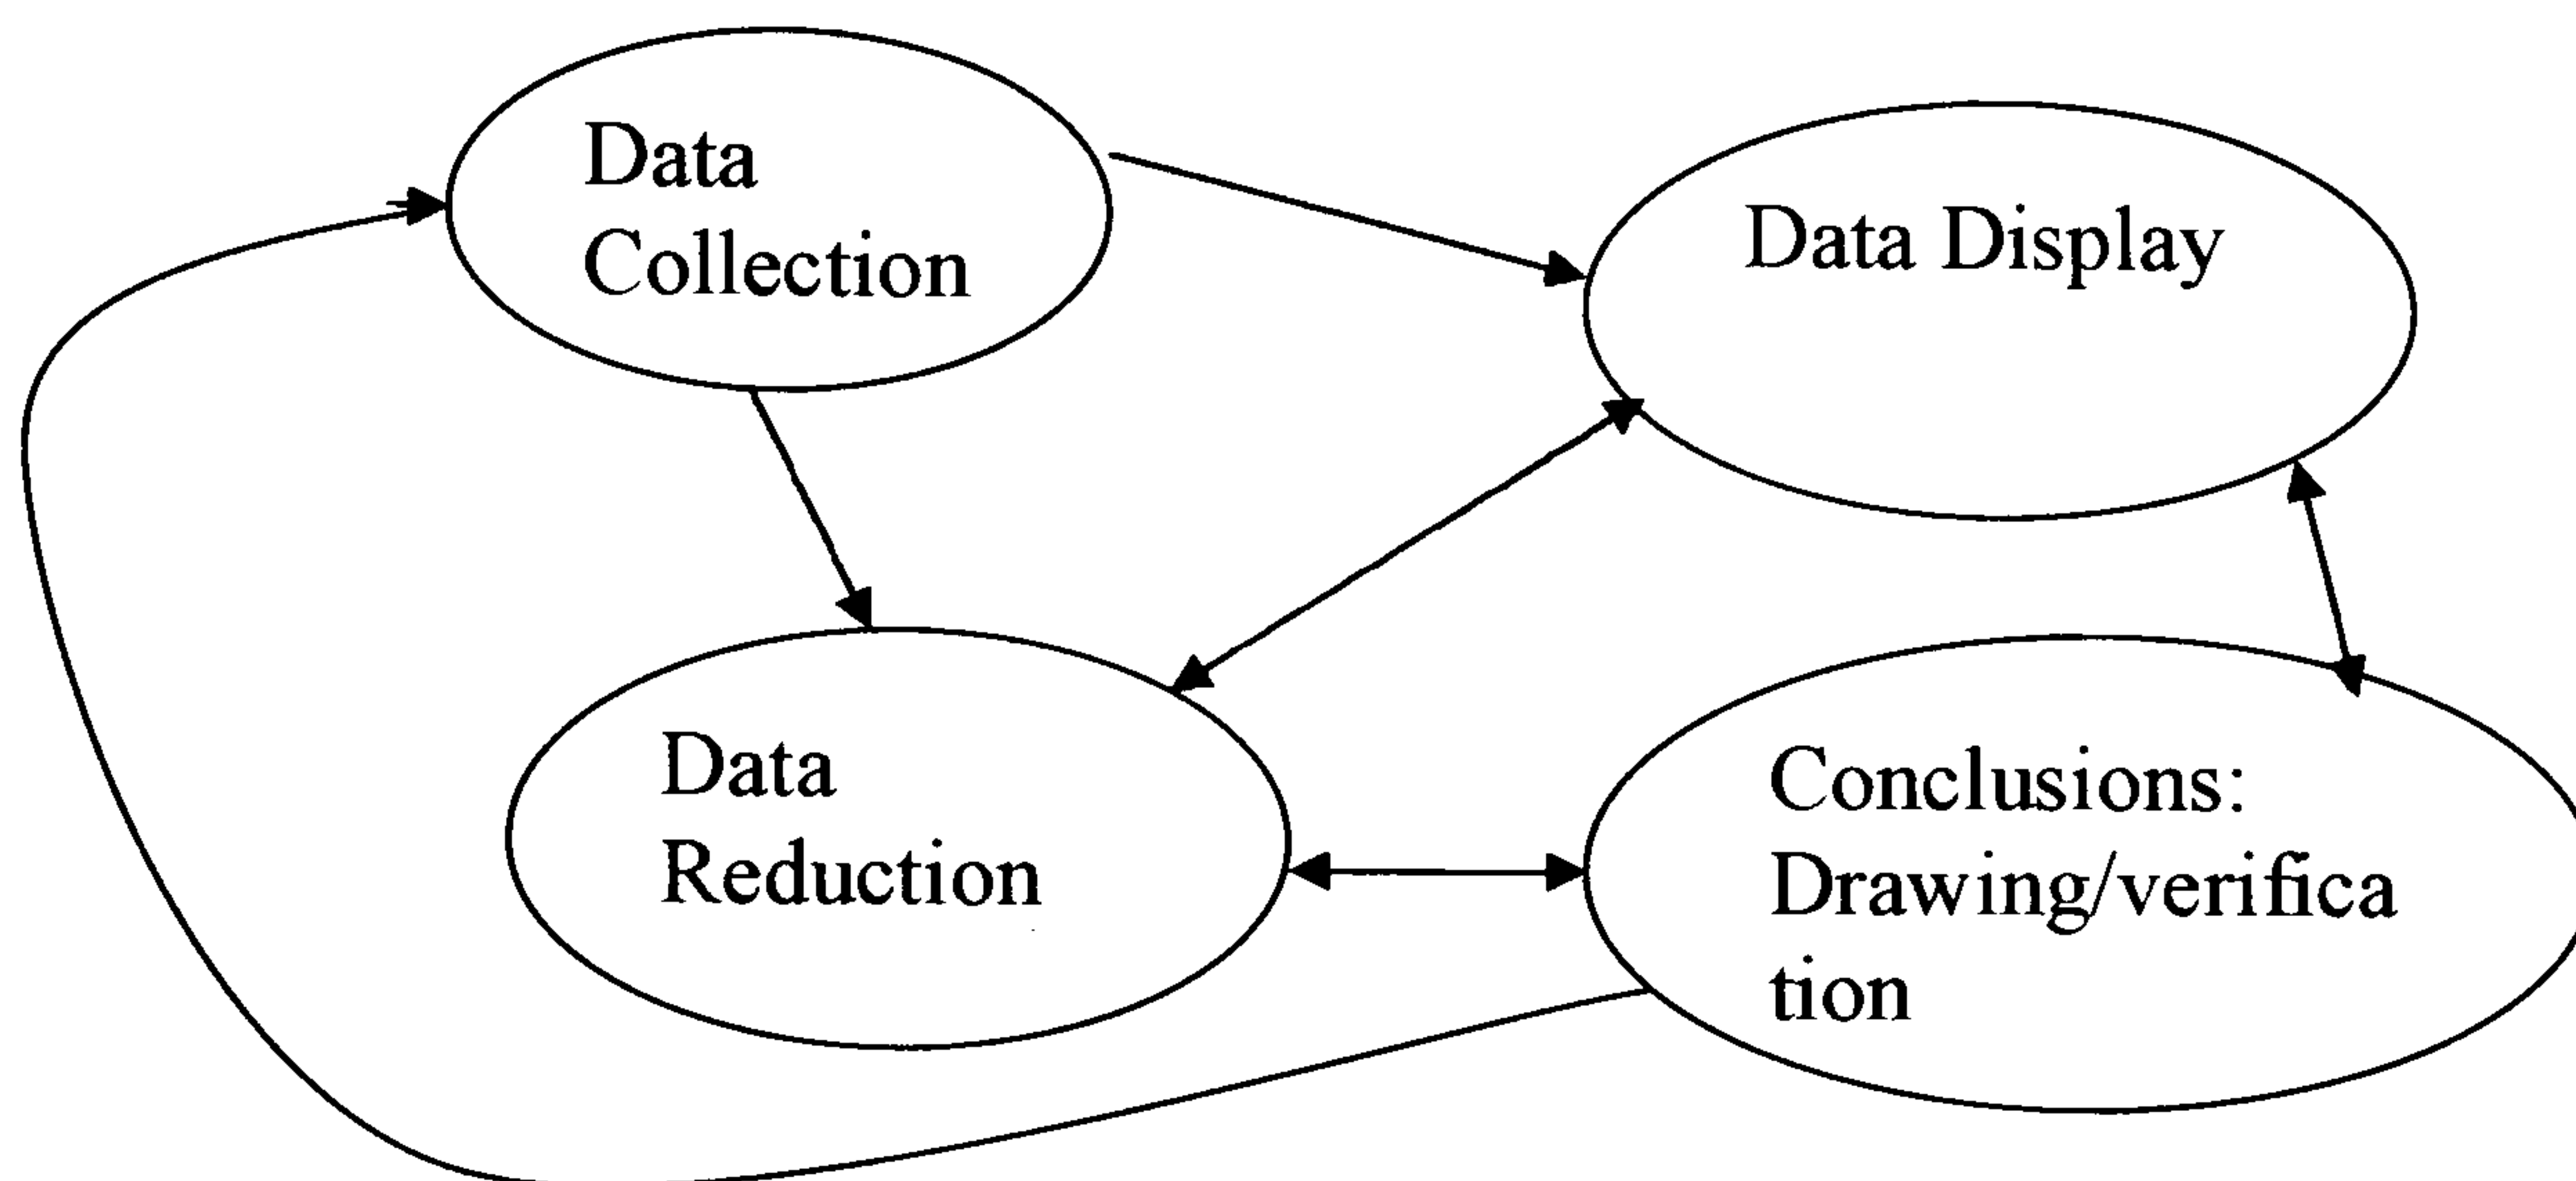 Data
Collection
Data Display
Data
Reduction
Conclusions:
Drawing/verifica
tion